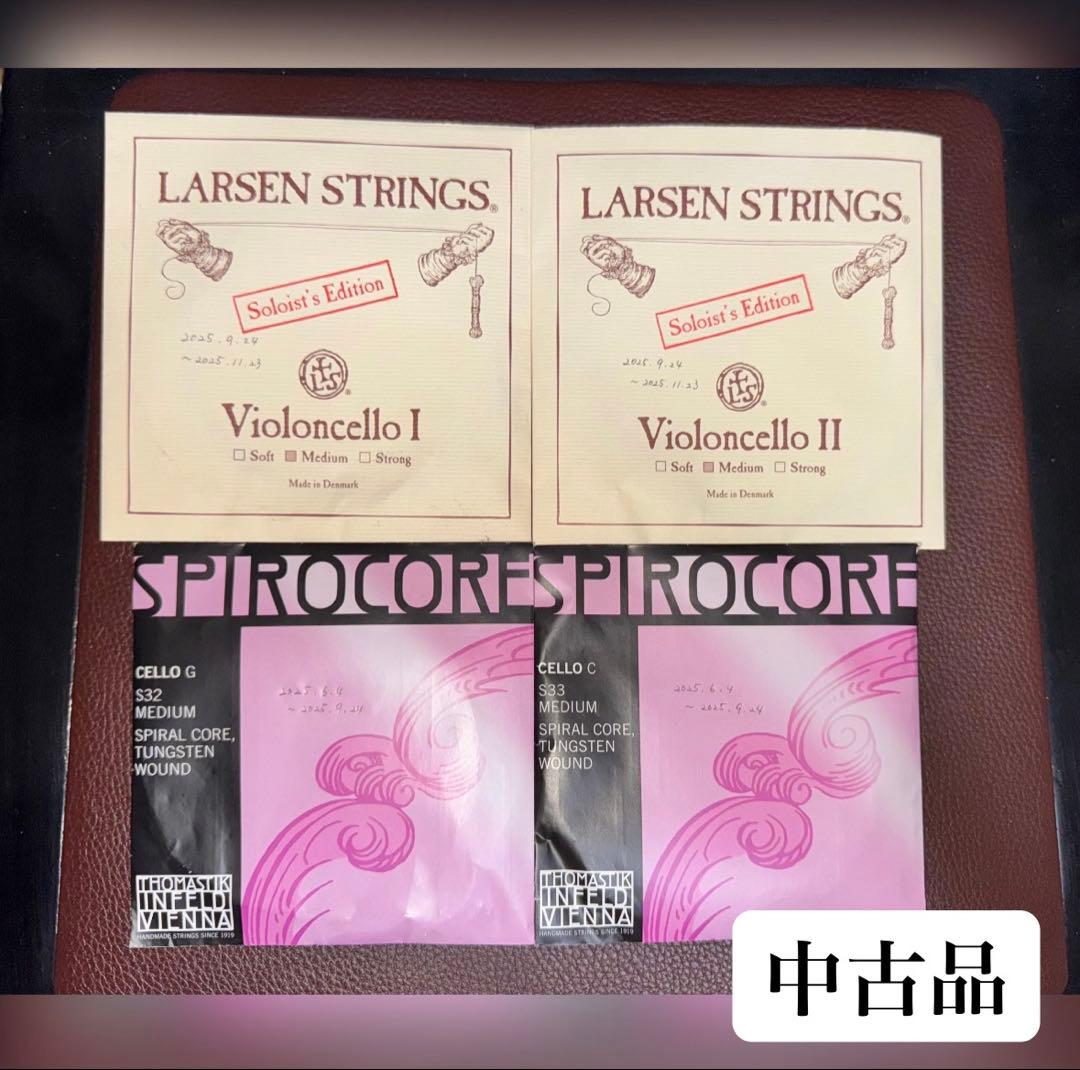 LARSEN STRINGS®
Soloist's Edition
2025.9.24
~2025.11.23
LS®
Violoncello I
Soft Medium Strong
Made in Denmark
LARSEN STRINGS®
Soloist's Edition
2025.9.24
~2025.11.23
LS®
Violoncello II
Soft Medium Strong
Made in Denmark
SPIROCORE
CELLO G
S32
MEDIUM
SPIRAL CORE,
TUNGSTEN
WOUND
2025.6.4
~2025.9.24
THOMASTIK
INFELD
VIENNA
HANDMADE STRINGS SINCE 1919
SPIROCORE
CELLO C
S33
MEDIUM
SPIRAL CORE,
TUNGSTEN
WOUND
2025.6.4
~2025.9.24
THOMASTIK
INFELD
VIENNA
HANDMADE STRINGS SINCE 1919
中古品